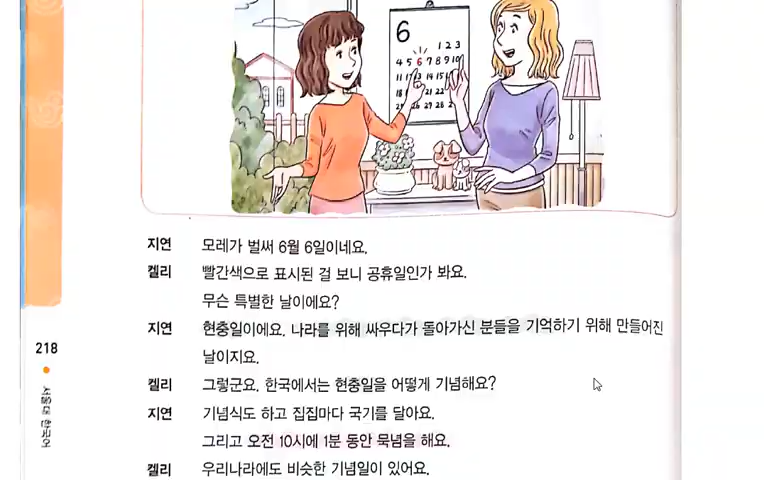 6
1 2 3
4 5 6 7 8 9 10
지연 모레가 벌써 6월 6일이네요.
켈리 빨간색으로 표시된 걸 보니 공휴일인가 봐요.
무슨 특별한 날이에요?
지연 현충일이에요. 나라를 위해 싸우다가 돌아가신 분들을 기억하기 위해 만들어진
날이지요.
켈리 그렇군요. 한국에서는 현충일을 어떻게 기념해요?
지연 기념식도 하고 집집마다 국기를 달아요.
그리고 오전 10시에 1분 동안 묵념을 해요.
켈리 우리나라에도 비슷한 기념일이 있어요.
218
서울대 한국어